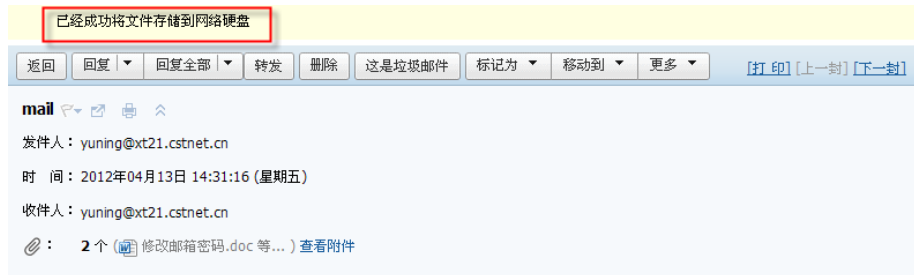 已经成功将文件存储到网络硬盘
返回 回复 回复全部 转发 删除 这是垃圾邮件 标记为 移动到 更多 [打 印] [上一封] [下一封]
mail
发件人：yuning@xt21.cstnet.cn
时 间：2012年04月13日 14:31:16 (星期五)
收件人：yuning@xt21.cstnet.cn
： 2 个 (修改邮箱密码.doc 等... ) 查看附件